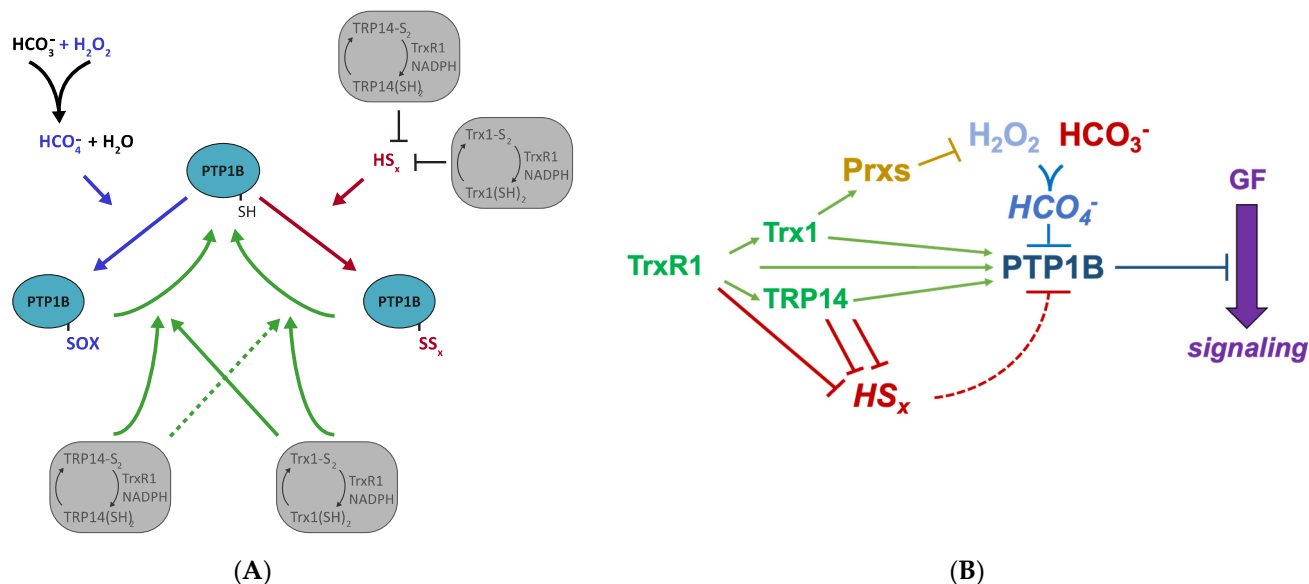 HCO₃⁻ + H₂O₂
HCO₄⁻ + H₂O
TRP14-S₂
TrxR1
NADPH
TRP14(SH)₂
HSₓ
Trx1-S₂
TrxR1
NADPH
Trx1(SH)₂
PTP1B
SH
PTP1B
SOX
PTP1B
SSₓ
TRP14-S₂
TrxR1
NADPH
TRP14(SH)₂
Trx1-S₂
TrxR1
NADPH
Trx1(SH)₂
(A)
H₂O₂ HCO₃⁻
Prxs
GF
HCO₄⁻
Trx1
TrxR1
PTP1B
TRP14
signaling
HSₓ
(B)